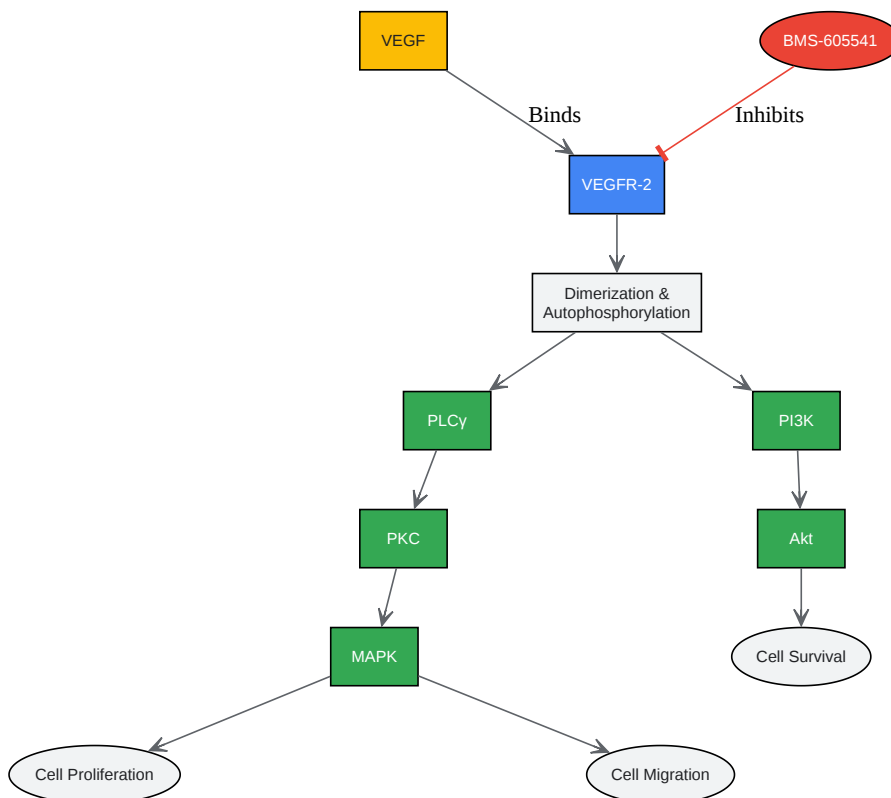 VEGF
BMS-605541
Binds
Inhibits
VEGFR-2
Dimerization &
Autophosphorylation
PLCγ
PI3K
PKC
Akt
MAPK
Cell Survival
Cell Proliferation
Cell Migration